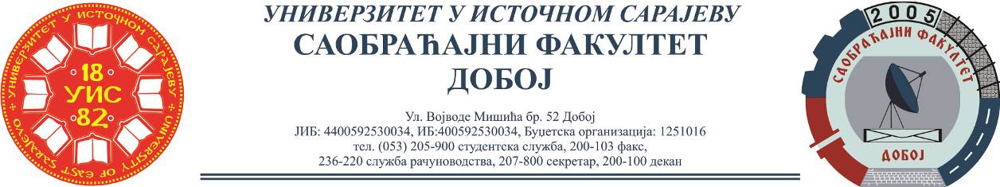 УНИВЕРЗИТЕТ У ИСТОЧНОМ САРАЈЕВУ
UNIVERSITY OF EAST SARAJEVO
18
УИС
82
УНИВЕРЗИТЕТ У ИСТОЧНОМ САРАЈЕВУ
САОБРАЋАЈНИ ФАКУЛТЕТ
ДОБОЈ
Ул. Војводе Мишића бр. 52 Добој
ЈИБ: 4400592530034, ИБ:400592530034, Буџетска организација: 1251016
тел. (053) 205-900 студентска служба, 200-103 факс,
236-220 служба рачуноводства, 207-800 секретар, 200-100 декан
2005
САОБРАЋАЈНИ ФАКУЛТЕТ
ДОБОЈ